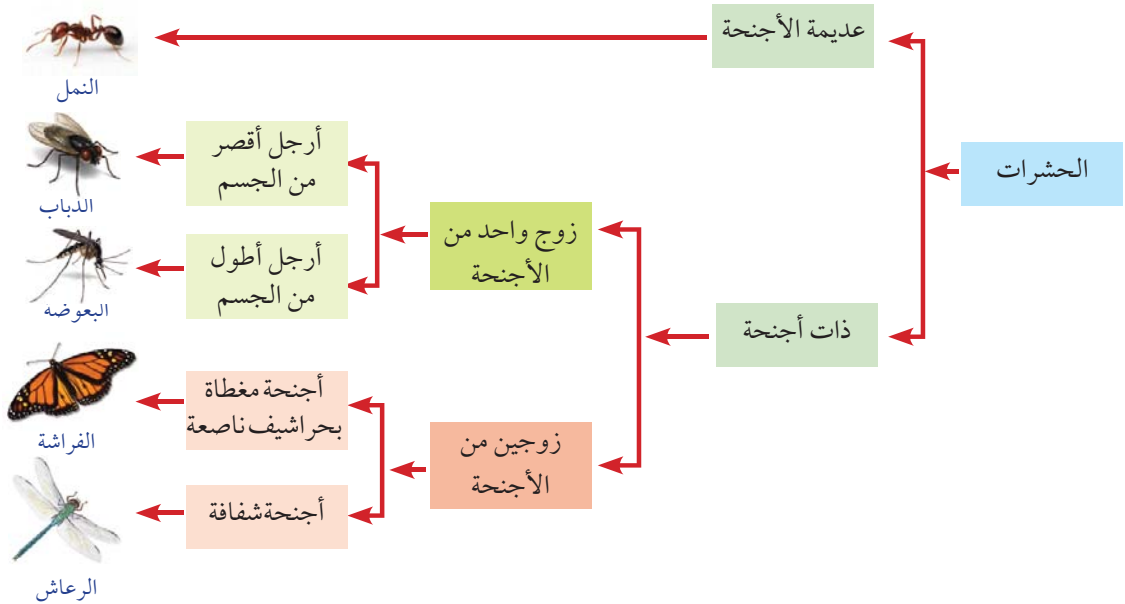 الحشرات
عديمة الأجنحة
النمل
ذات أجنحة
زوج واحد من
الأجنحة
أرجل أقصر
من الجسم
الذباب
أرجل أطول
من الجسم
البعوضه
زوجين من
الأجنحة
أجنحة مغطاة
بحراشيف ناصعة
الفراشة
أجنحة شفافة
الرعاش